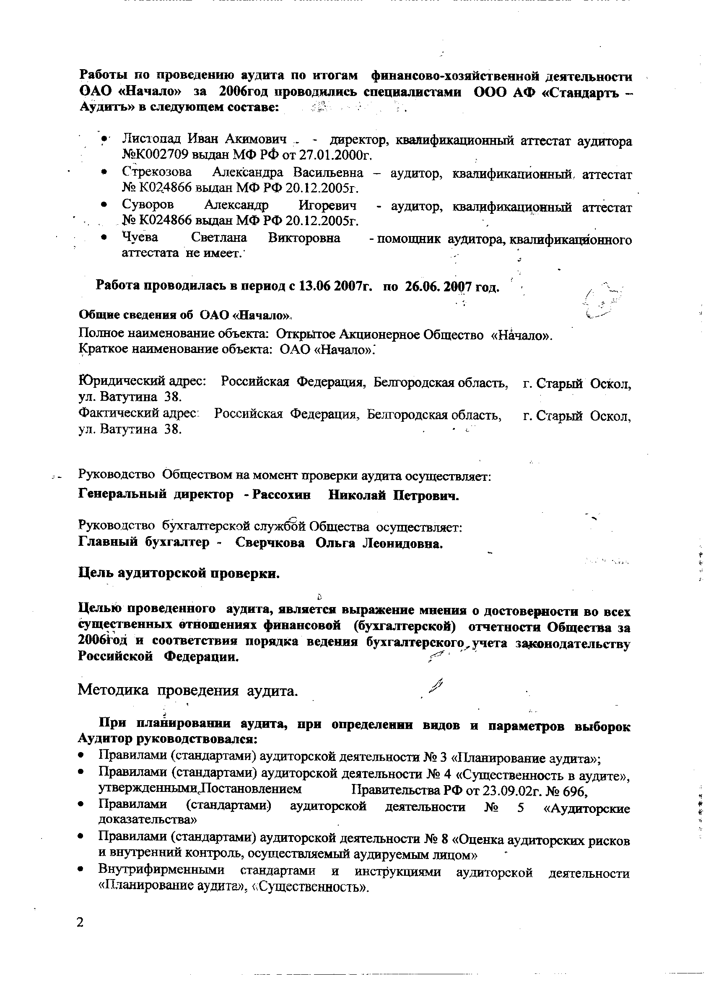 Работы по проведению аудита по итогам финансово-хозяйственной деятельности
ОАО «Начало» за 2006год проводились специалистами ООО АФ «Стандартъ –
Аудитъ» в следующем составе:
• Листопад Иван Акимович - директор, квалификационный аттестат аудитора
№К002709 выдан МФ РФ от 27.01.2000г.
• Стрекозова Александра Васильевна – аудитор, квалификационный аттестат
№ К024866 выдан МФ РФ 20.12.2005г.
• Суворов Александр Игоревич - аудитор, квалификационный аттестат
№ К024866 выдан МФ РФ 20.12.2005г.
• Чуева Светлана Викторовна - помощник аудитора, квалификационного
аттестата не имеет.
Работа проводилась в период с 13.06 2007г. по 26.06. 2007 год.
Общие сведения об ОАО «Начало».
Полное наименование объекта: Открытое Акционерное Общество «Начало».
Краткое наименование объекта: ОАО «Начало».
Юридический адрес: Российская Федерация, Белгородская область, г. Старый Оскол,
ул. Ватутина 38.
Фактический адрес: Российская Федерация, Белгородская область, г. Старый Оскол,
ул. Ватутина 38.
Руководство Обществом на момент проверки аудита осуществляет:
Генеральный директор - Рассохин Николай Петрович.
Руководство бухгалтерской службой Общества осуществляет:
Главный бухгалтер - Сверчкова Ольга Леонидовна.
Цель аудиторской проверки.
Целью проведенного аудита, является выражение мнения о достоверности во всех
существенных отношениях финансовой (бухгалтерской) отчетности Общества за
2006год и соответствия порядка ведения бухгалтерского учета законодательству
Российской Федерации.
Методика проведения аудита.
При планировании аудита, при определении видов и параметров выборок
Аудитор руководствовался:
• Правилами (стандартами) аудиторской деятельности № 3 «Планирование аудита»;
• Правилами (стандартами) аудиторской деятельности № 4 «Существенность в аудите»,
утвержденными Постановлением Правительства РФ от 23.09.02г. № 696,
• Правилами (стандартами) аудиторской деятельности № 5 «Аудиторские
доказательства»
• Правилами (стандартами) аудиторской деятельности № 8 «Оценка аудиторских рисков
и внутренний контроль, осуществляемый аудируемым лицом»
• Внутрифирменными стандартами и инструкциями аудиторской деятельности
«Планирование аудита», «Существенность».
2